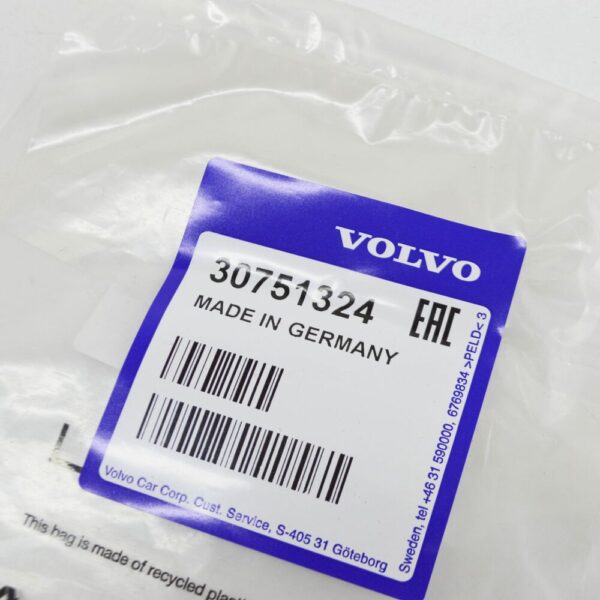 VOLVO
30751324
MADE IN GERMANY
EAC
Volvo Car Corp. Cust. Service, S-405 31 Göteborg
Sweden, tel +46 31 590000, 6769834 >PELD< 3
This bag is made of recycled plasti